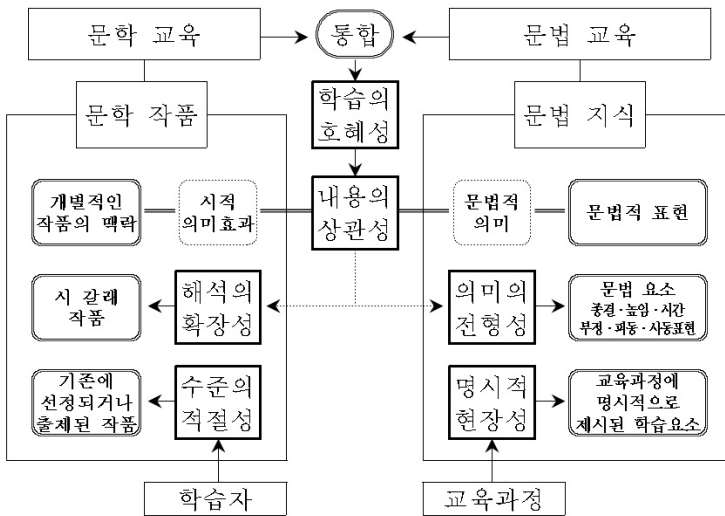 문학 교육
통합
문법 교육
문학 작품
학습의
호혜성
문법 지식
개별적인
작품의 맥락
시적
의미효과
내용의
상관성
문법적
의미
문법적 표현
시 갈래
작품
해석의
확장성
의미의
전형성
문법 요소
종결·높임·시간
부정·피동·사동표현
기존에
선정되거나
출제된 작품
수준의
적절성
명시적
현장성
교육과정에
명시적으로
제시된 학습요소
학습자
교육과정